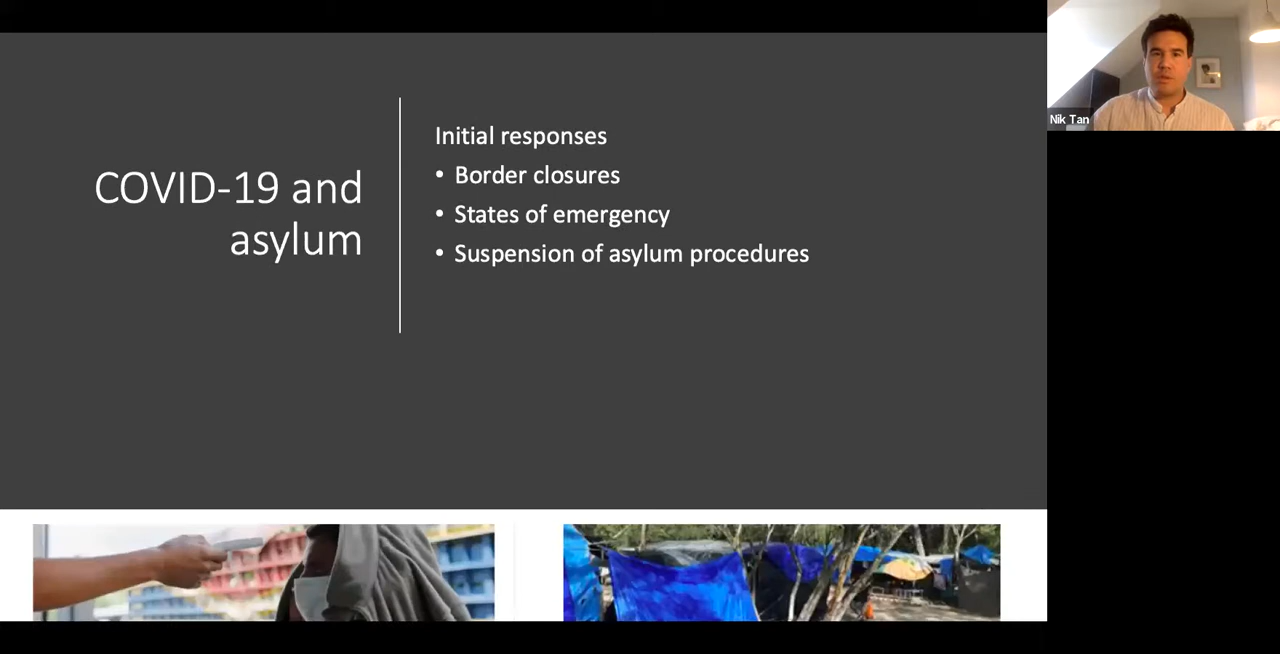 COVID-19 and
asylum
Initial responses
• Border closures
• States of emergency
• Suspension of asylum procedures
Nik Tan